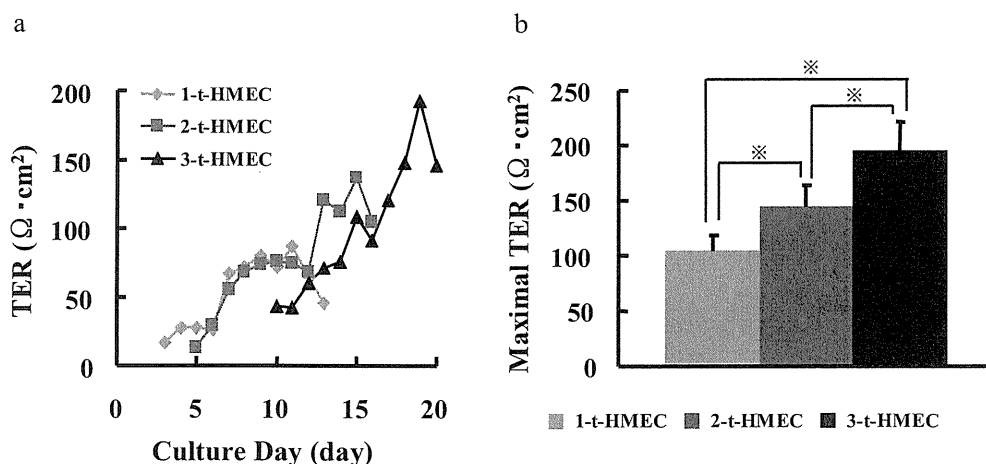 a
TER (Ω・cm²)
200
150
100
50
0
1-t-HMEC
2-t-HMEC
3-t-HMEC
0 5 10 15 20
Culture Day (day)
b
Maximal TER (Ω・cm²)
250
200
150
100
50
0
※
※
※
1-t-HMEC 2-t-HMEC 3-t-HMEC